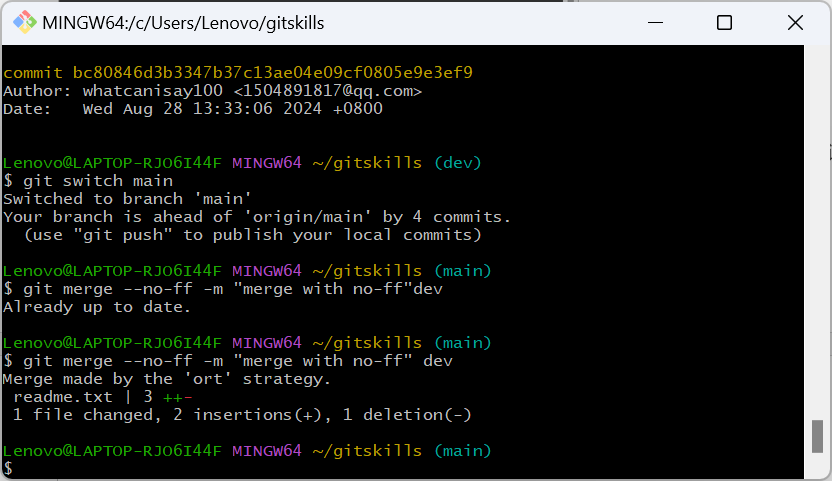 MINGW64:/c/Users/Lenovo/gitskills
commit bc80846d3b3347b37c13ae04e09cf0805e9e3ef9
Author: whatcanisay100 <1504891817@qq.com>
Date:   Wed Aug 28 13:33:06 2024 +0800
Lenovo@LAPTOP-RJO6I44F MINGW64 ~/gitskills (dev)
$ git switch main
Switched to branch 'main'
Your branch is ahead of 'origin/main' by 4 commits.
  (use "git push" to publish your local commits)
Lenovo@LAPTOP-RJO6I44F MINGW64 ~/gitskills (main)
$ git merge --no-ff -m "merge with no-ff"dev
Already up to date.
Lenovo@LAPTOP-RJO6I44F MINGW64 ~/gitskills (main)
$ git merge --no-ff -m "merge with no-ff" dev
Merge made by the 'ort' strategy.
 readme.txt | 3 ++-
 1 file changed, 2 insertions(+), 1 deletion(-)
Lenovo@LAPTOP-RJO6I44F MINGW64 ~/gitskills (main)
$